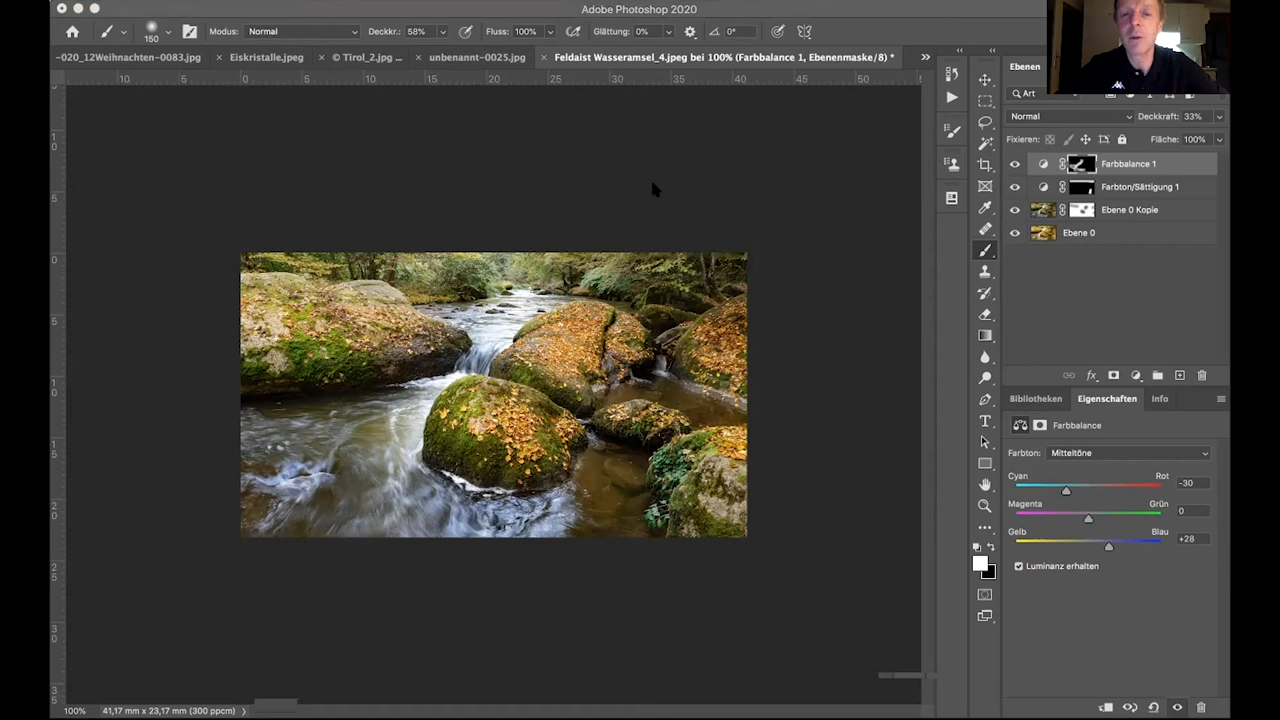 Adobe Photoshop 2020
150 Modus: Normal Deckkr.: 58% Fluss: 100% Glättung: 0% 0°
-020_12Weihnachten-0083.jpg × Eiskristalle.jpeg × © Tirol_2.jpg ... × unbenannt-0025.jpg × Feldaist Wasseramsel_4.jpeg bei 100% (Farbbalance 1, Ebenenmaske/8) *
10 5 0 5 10 15 20 25 30 35 40 45 50
Ebenen
Art
Normal Deckkraft: 33%
Fixieren: Fläche: 100%
Farbbalance 1
Farbton/Sättigung 1
Ebene 0 Kopie
Ebene 0
fx
Bibliotheken Eigenschaften Info
Farbbalance
Farbton: Mitteltöne
Cyan Rot
-30
Magenta Grün
0
Gelb Blau
+28
Luminanz erhalten
100% 41,17 mm x 23,17 mm (300 ppcm)